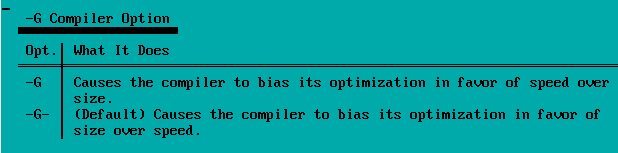 -G Compiler Option
Opt. What It Does
-G Causes the compiler to bias its optimization in favor of speed over
size.
-G- (Default) Causes the compiler to bias its optimization in favor of
size over speed.